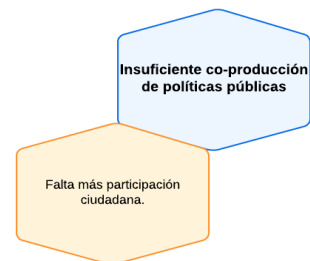 Insuficiente co-producción
de políticas públicas
Falta más participación
ciudadana.